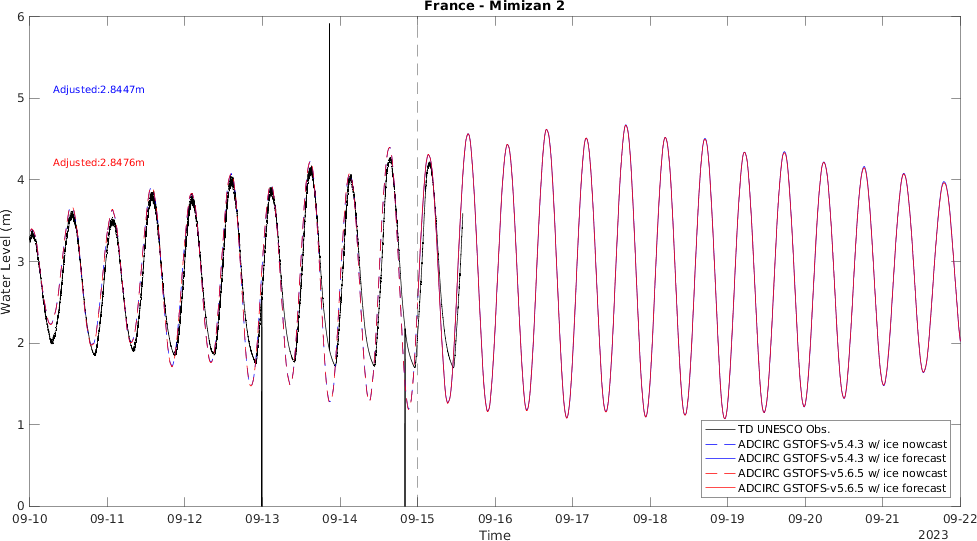 France - Mimizan 2
6
5
4
3
2
1
0
Water Level (m)
Adjusted:2.8447m
Adjusted:2.8476m
TD UNESCO Obs.
ADCIRC GSTOFS-v5.4.3 w/ ice nowcast
ADCIRC GSTOFS-v5.4.3 w/ ice forecast
ADCIRC GSTOFS-v5.6.5 w/ ice nowcast
ADCIRC GSTOFS-v5.6.5 w/ ice forecast
09-10 09-11 09-12 09-13 09-14 09-15 09-16 09-17 09-18 09-19 09-20 09-21 09-22
Time
2023